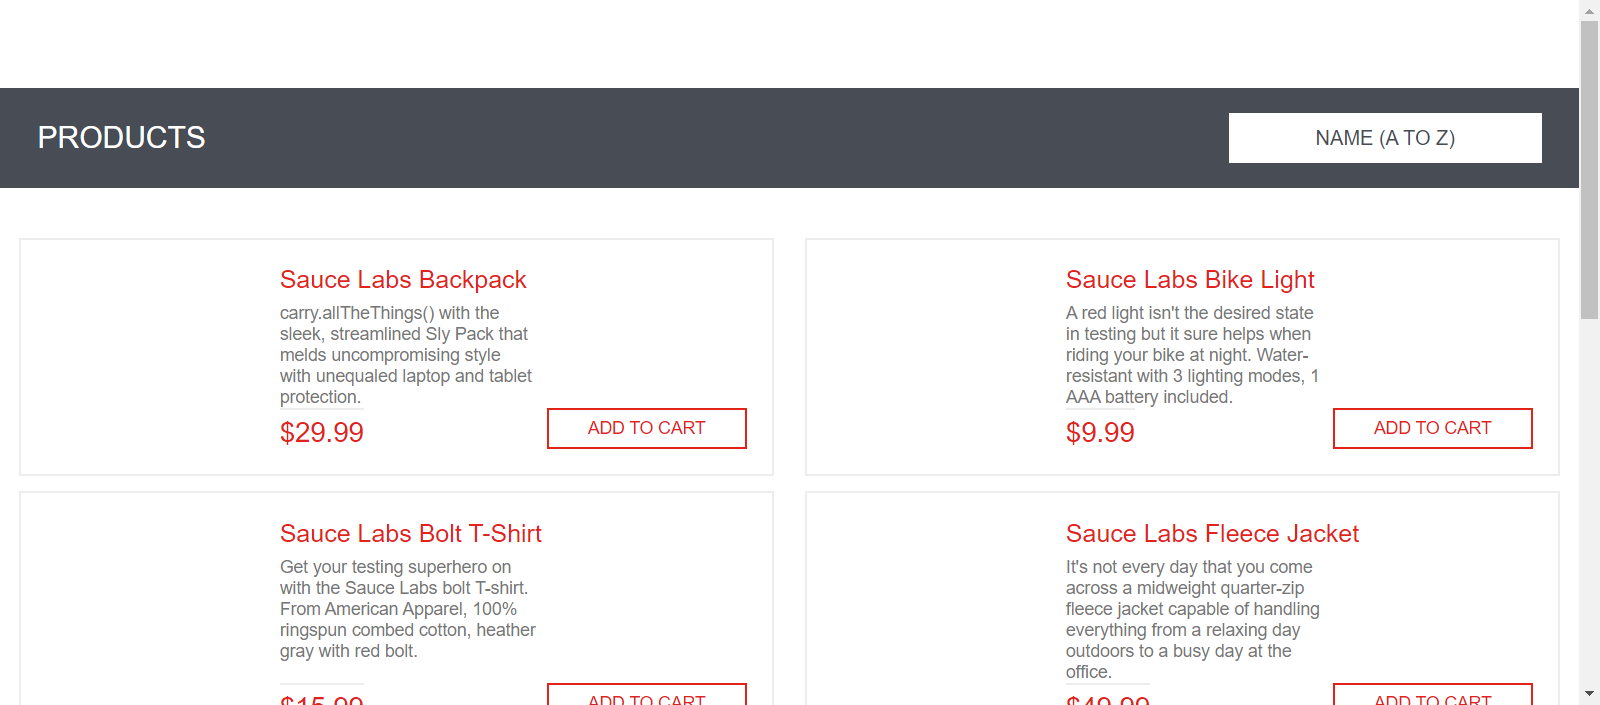 PRODUCTS
NAME (A TO Z)
Sauce Labs Backpack
carry.allTheThings() with the
sleek, streamlined Sly Pack that
melds uncompromising style
with unequaled laptop and tablet
protection.
$29.99
ADD TO CART
Sauce Labs Bike Light
A red light isn't the desired state
in testing but it sure helps when
riding your bike at night. Water-
resistant with 3 lighting modes, 1
AAA battery included.
$9.99
ADD TO CART
Sauce Labs Bolt T-Shirt
Get your testing superhero on
with the Sauce Labs bolt T-shirt.
From American Apparel, 100%
ringspun combed cotton, heather
gray with red bolt.
$15.99
ADD TO CART
Sauce Labs Fleece Jacket
It's not every day that you come
across a midweight quarter-zip
fleece jacket capable of handling
everything from a relaxing day
outdoors to a busy day at the
office.
$49.99
ADD TO CART